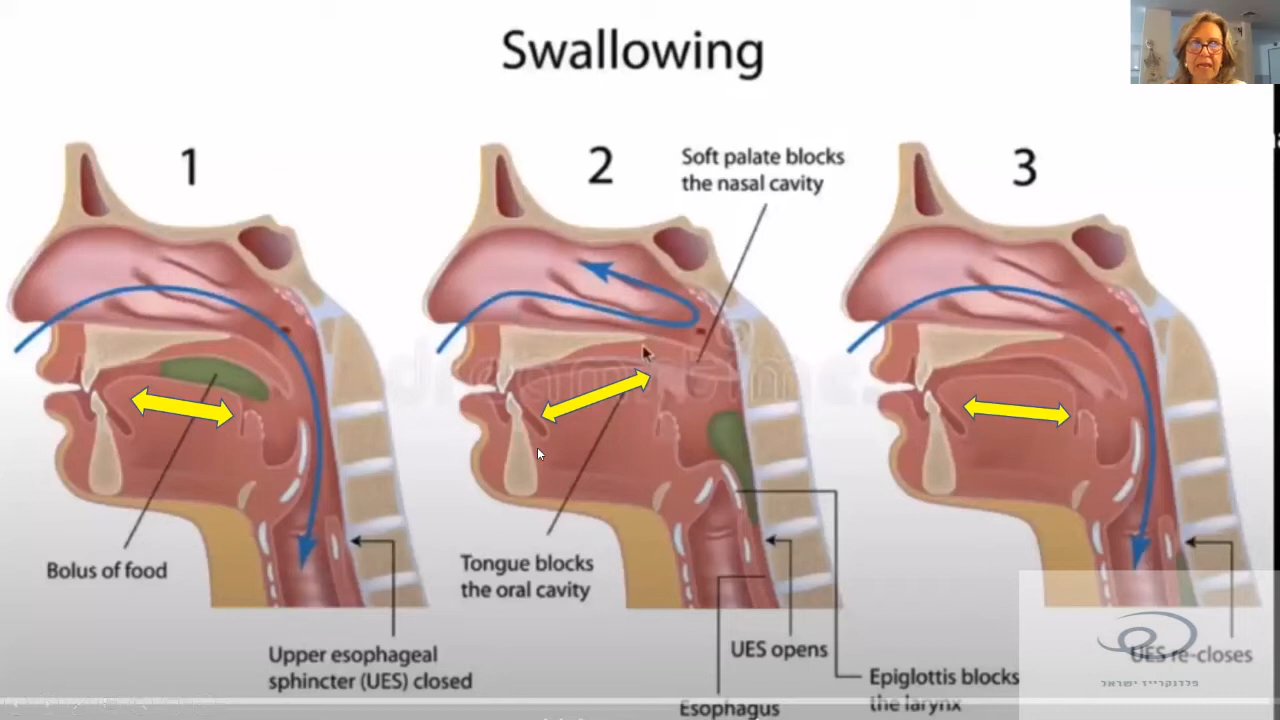 Swallowing
1
2
3
Soft palate blocks
the nasal cavity
Bolus of food
Tongue blocks
the oral cavity
Upper esophageal
sphincter (UES) closed
UES opens
Epiglottis blocks
the larynx
Esophagus
UES re-closes
פלדנקרייז ישראל